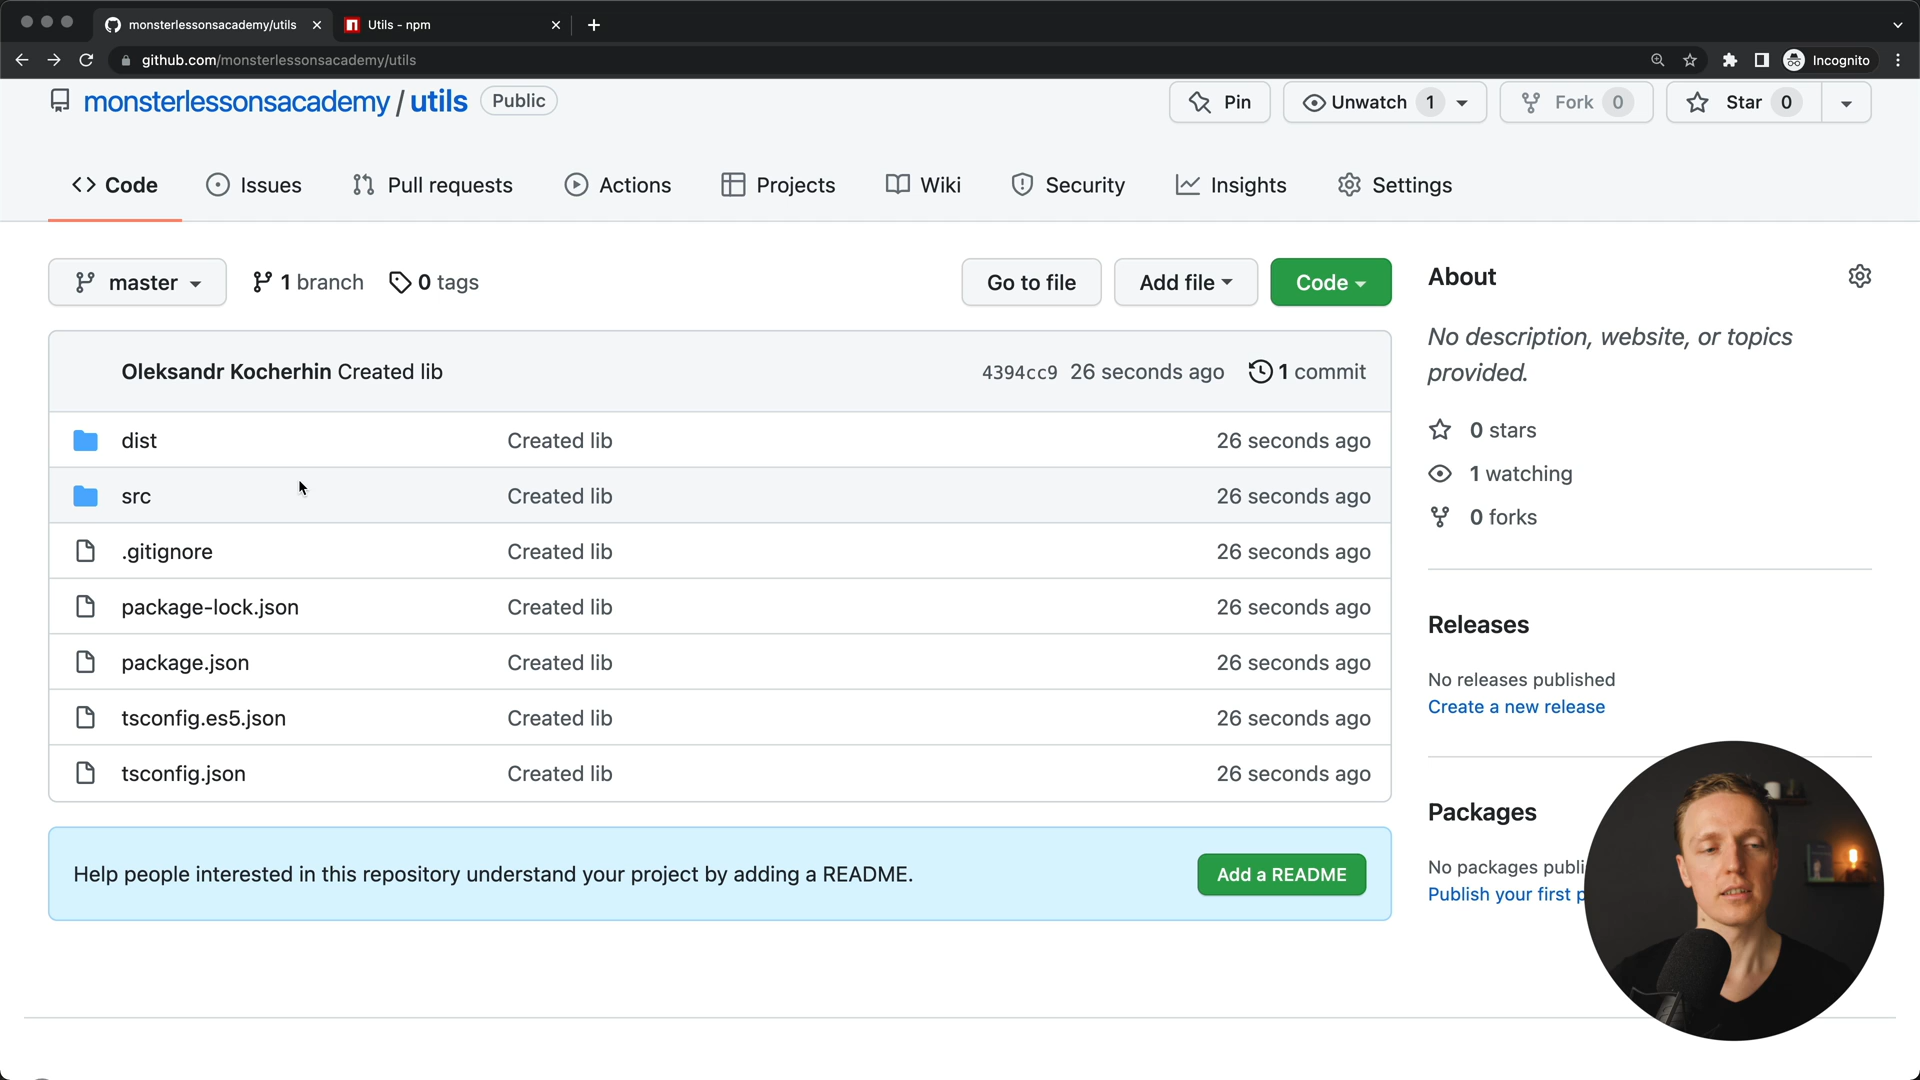 monsterlessonsacademy/utils
Utils - npm
github.com/monsterlessonsacademy/utils
Incognito
monsterlessonsacademy / utils Public
Pin
Unwatch 1
Fork 0
Star 0
Code
Issues
Pull requests
Actions
Projects
Wiki
Security
Insights
Settings
master
1 branch
0 tags
Go to file
Add file
Code
Oleksandr Kocherhin Created lib
4394cc9 26 seconds ago
1 commit
dist Created lib 26 seconds ago
src Created lib 26 seconds ago
.gitignore Created lib 26 seconds ago
package-lock.json Created lib 26 seconds ago
package.json Created lib 26 seconds ago
tsconfig.es5.json Created lib 26 seconds ago
tsconfig.json Created lib 26 seconds ago
Help people interested in this repository understand your project by adding a README.
Add a README
About
No description, website, or topics
provided.
0 stars
1 watching
0 forks
Releases
No releases published
Create a new release
Packages
No packages publi
Publish your first p